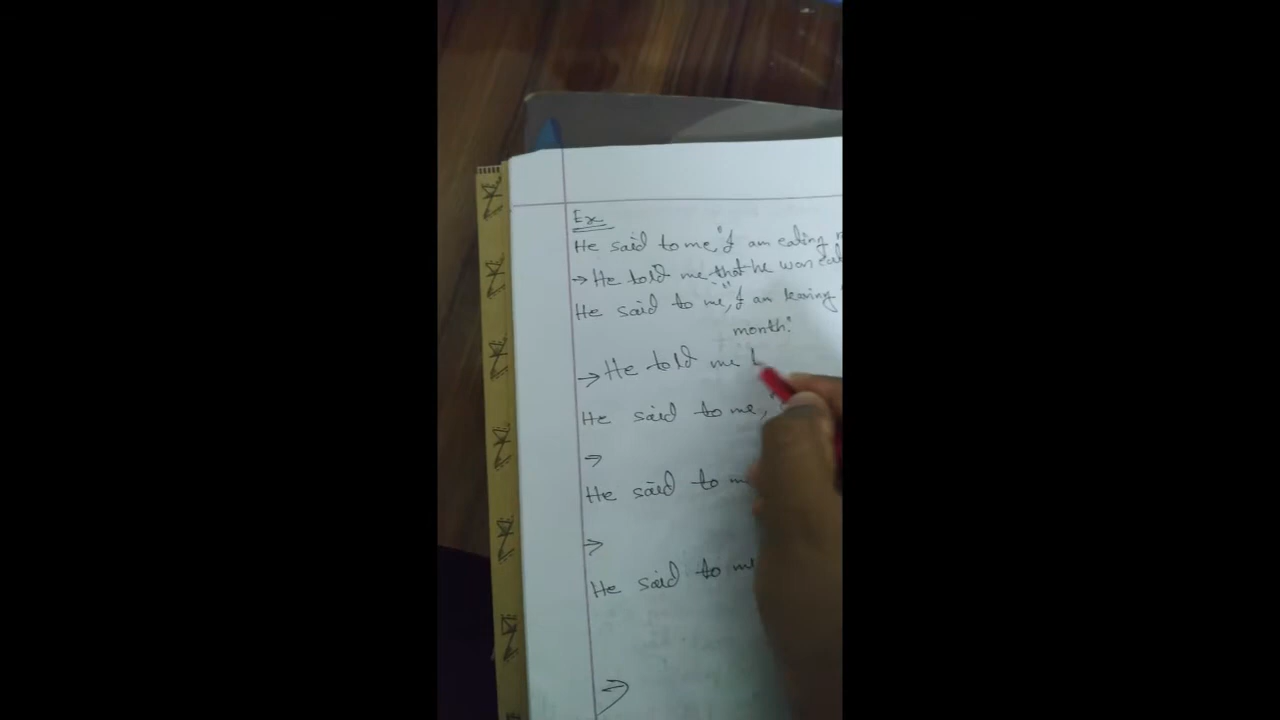 Ex
He said to me, "I am eating
→ He told me that he was
He said to me, "I am leaving
month."
→ He told me
He said to me,
→
He said to
→
He said to me
→